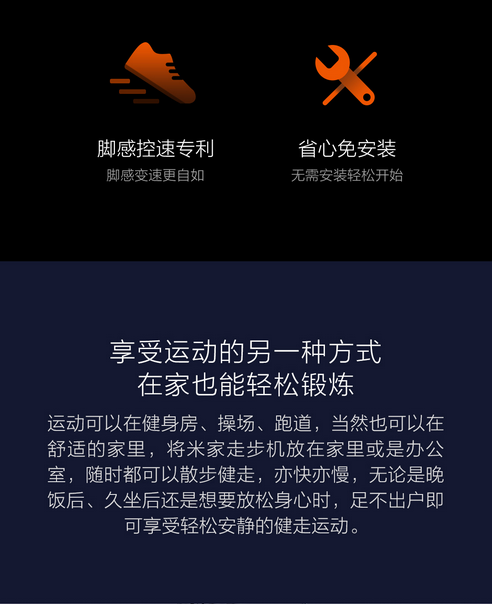 脚感控速专利
省心免安装
脚感变速更自如
无需安装轻松开始
享受运动的另一种方式
在家也能轻松锻炼
运动可以在健身房、操场、跑道，当然也可以在
舒适的家里，将米家走步机放在家里或是办公
室，随时都可以散步健走，亦快亦慢，无论是晚
饭后、久坐后还是想要放松身心时，足不出户即
可享受轻松安静的健走运动。